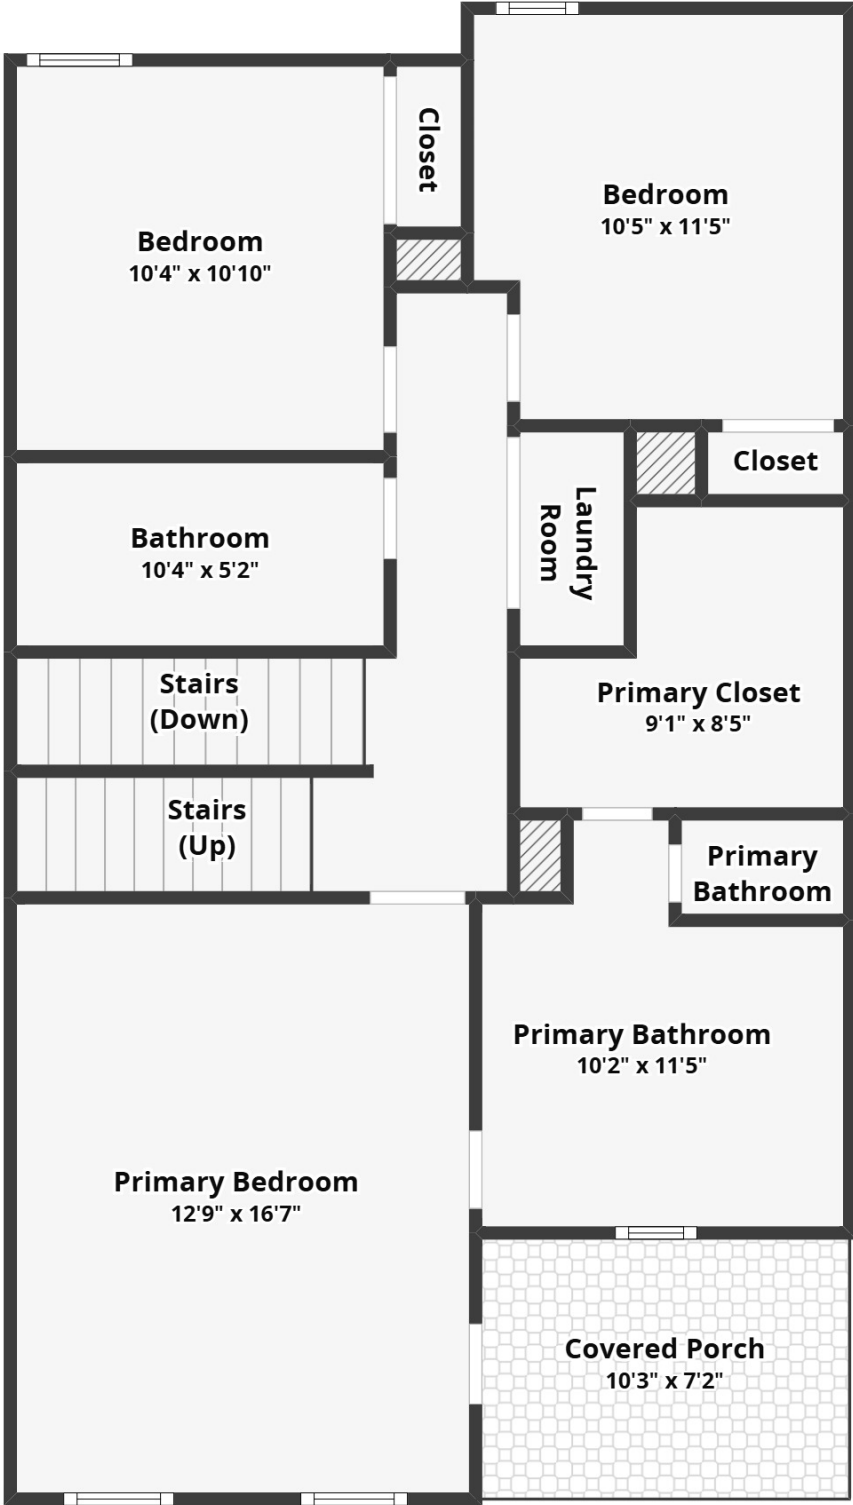 Closet
Bedroom
10'5" x 11'5"
Bedroom
10'4" x 10'10"
Closet
Laundry
Room
Bathroom
10'4" x 5'2"
Stairs
(Down)
Primary Closet
9'1" x 8'5"
Stairs
(Up)
Primary
Bathroom
Primary Bathroom
10'2" x 11'5"
Primary Bedroom
12'9" x 16'7"
Covered Porch
10'3" x 7'2"